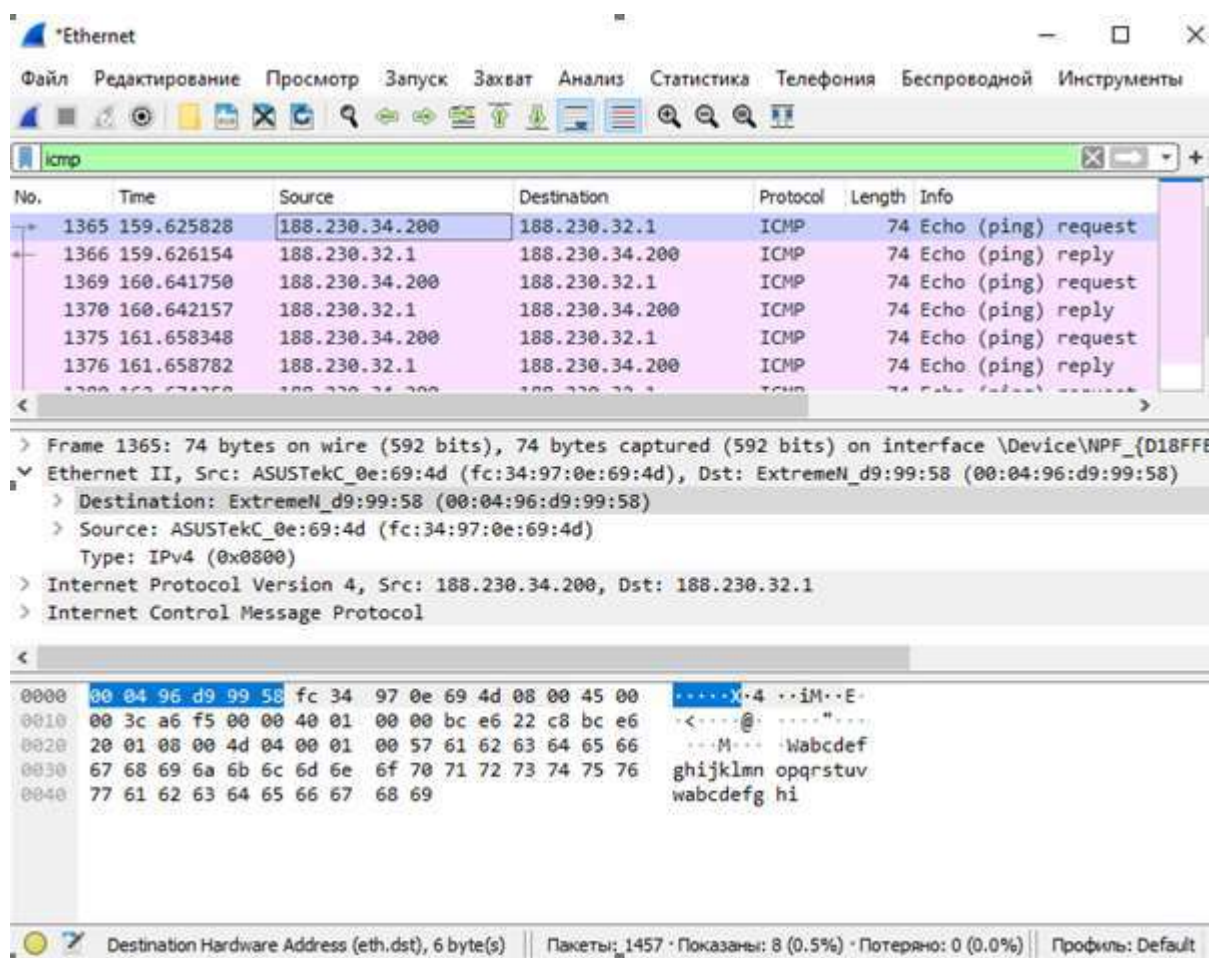 *Ethernet
Файл Редактирование Просмотр Запуск Захват Анализ Статистика Телефония Беспроводной Инструменты
icmp
No. Time Source Destination Protocol Length Info
1365 159.625828 188.230.34.200 188.230.32.1 ICMP 74 Echo (ping) request
1366 159.626154 188.230.32.1 188.230.34.200 ICMP 74 Echo (ping) reply
1369 160.641750 188.230.34.200 188.230.32.1 ICMP 74 Echo (ping) request
1370 160.642157 188.230.32.1 188.230.34.200 ICMP 74 Echo (ping) reply
1375 161.658348 188.230.34.200 188.230.32.1 ICMP 74 Echo (ping) request
1376 161.658782 188.230.32.1 188.230.34.200 ICMP 74 Echo (ping) reply
Frame 1365: 74 bytes on wire (592 bits), 74 bytes captured (592 bits) on interface \Device\NPF_{D18FFE
Ethernet II, Src: ASUSTekC_0e:69:4d (fc:34:97:0e:69:4d), Dst: ExtremeN_d9:99:58 (00:04:96:d9:99:58)
Destination: ExtremeN_d9:99:58 (00:04:96:d9:99:58)
Source: ASUSTekC_0e:69:4d (fc:34:97:0e:69:4d)
Type: IPv4 (0x0800)
Internet Protocol Version 4, Src: 188.230.34.200, Dst: 188.230.32.1
Internet Control Message Protocol
0000 00 04 96 d9 99 58 fc 34 97 0e 69 4d 08 00 45 00 ·····X·4 ··iM··E·
0010 00 3c a6 f5 00 00 40 01 00 00 bc e6 22 c8 bc e6 ·<····@· ····"···
0020 20 01 08 00 4d 04 00 01 00 57 61 62 63 64 65 66 ···M··· ·Wabcdef
0030 67 68 69 6a 6b 6c 6d 6e 6f 70 71 72 73 74 75 76 ghijklmn opqrstuv
0040 77 61 62 63 64 65 66 67 68 69 wabcdefg hi
Destination Hardware Address (eth.dst), 6 byte(s) Пакеты: 1457 · Показаны: 8 (0.5%) · Потеряно: 0 (0.0%) Профиль: Default